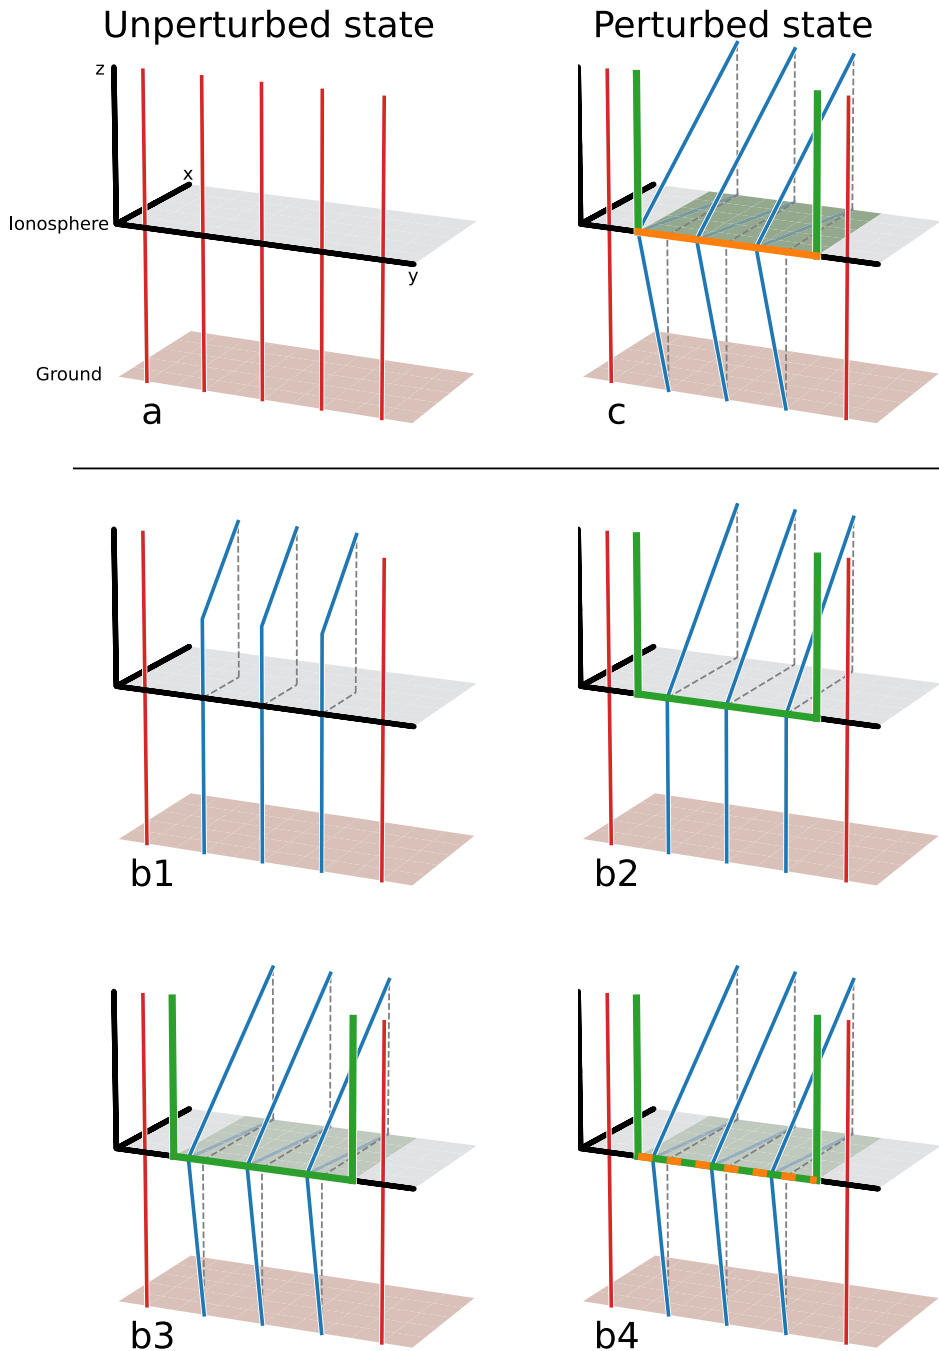 Unperturbed state
Perturbed state
z
x
Ionosphere
y
Ground
a
c
b1
b2
b3
b4